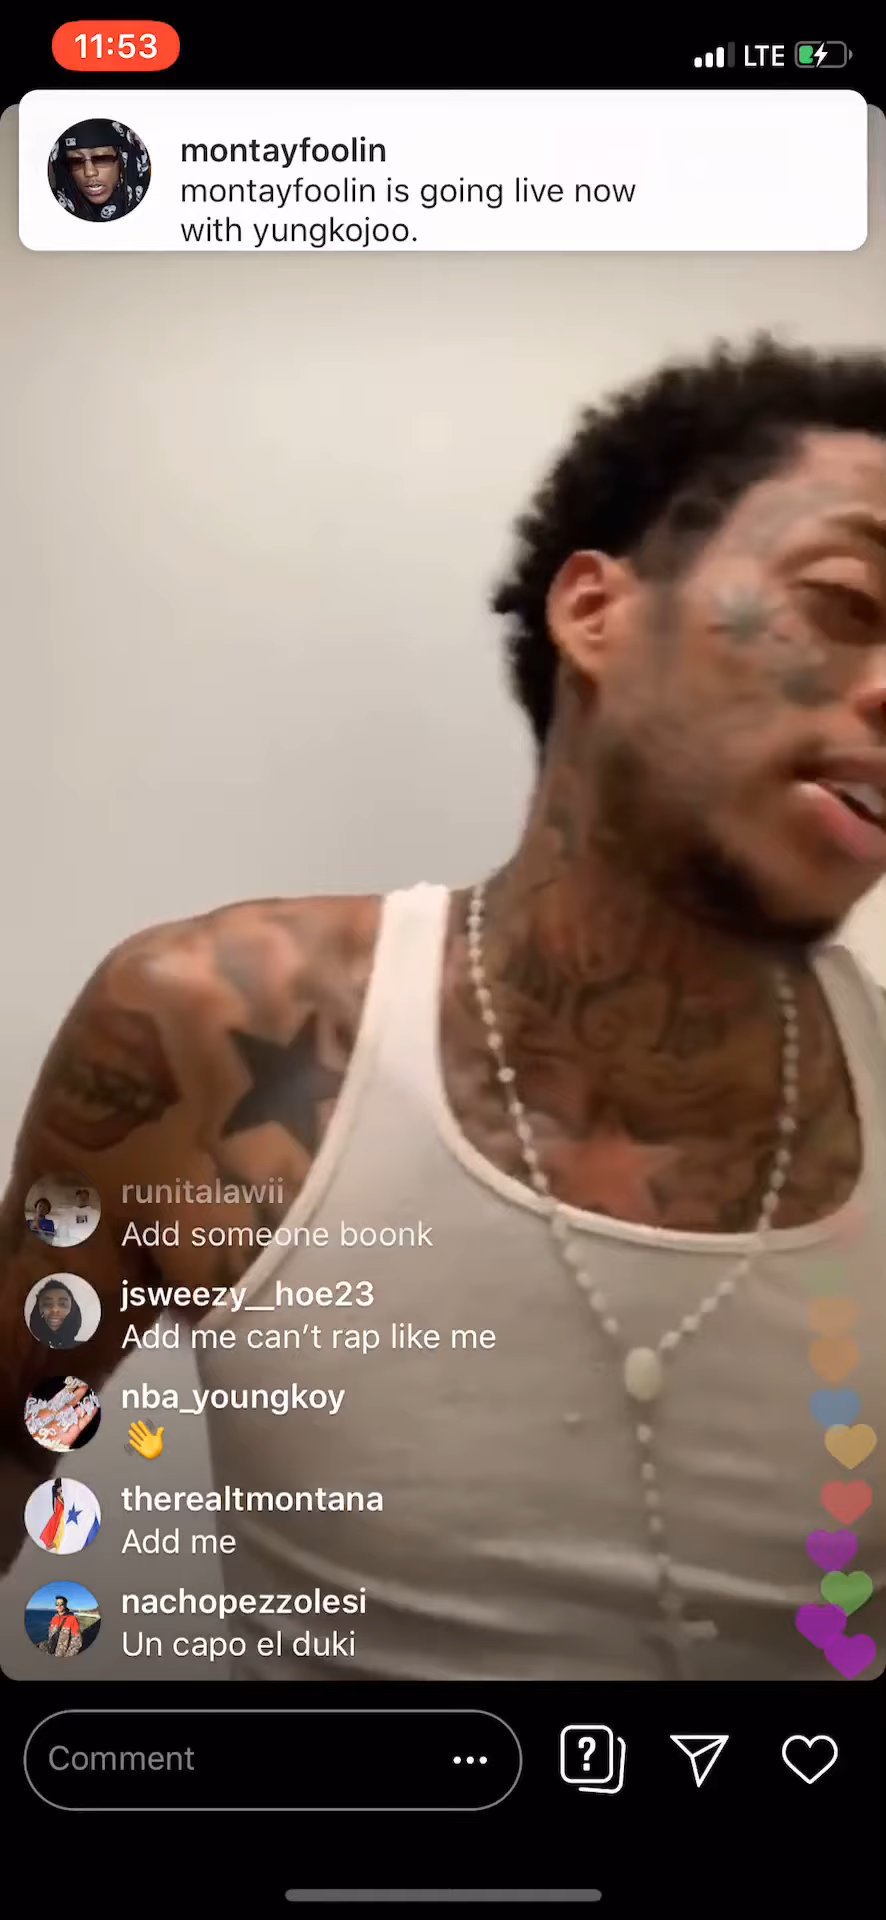 11:53
LTE
montayfoolin
montayfoolin is going live now
with yungkojoo.
runitalawii
Add someone boonk
jsweezy__hoe23
Add me can't rap like me
nba_youngkoy
👋
therealtmontana
Add me
nachopezzolesi
Un capo el duki
Comment